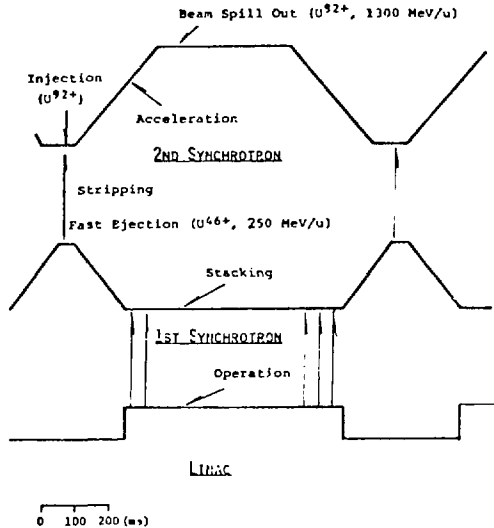 Beam Spill Out (U92+, 1300 MeV/u)
Injection
(U92+)
Acceleration
2ND SYNCHROTRON
Stripping
Fast Ejection (U46+, 250 MeV/u)
Stacking
1ST SYNCHROTRON
Operation
LINAC
0 100 200 (ms)